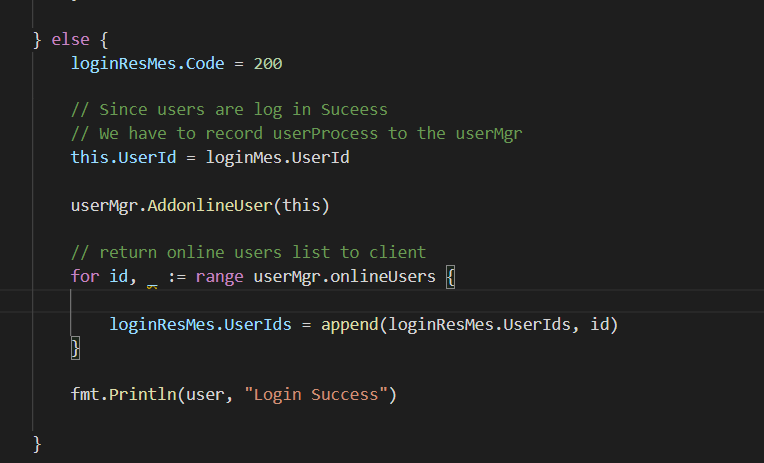 } else {
loginResMes.Code = 200
// Since users are log in Suceess
// We have to record userProcess to the userMgr
this.UserId = loginMes.UserId
userMgr.AddonlineUser(this)
// return online users list to client
for id, _ := range userMgr.onlineUsers {
loginResMes.UserIds = append(loginResMes.UserIds, id)
}
fmt.Println(user, "Login Success")
}